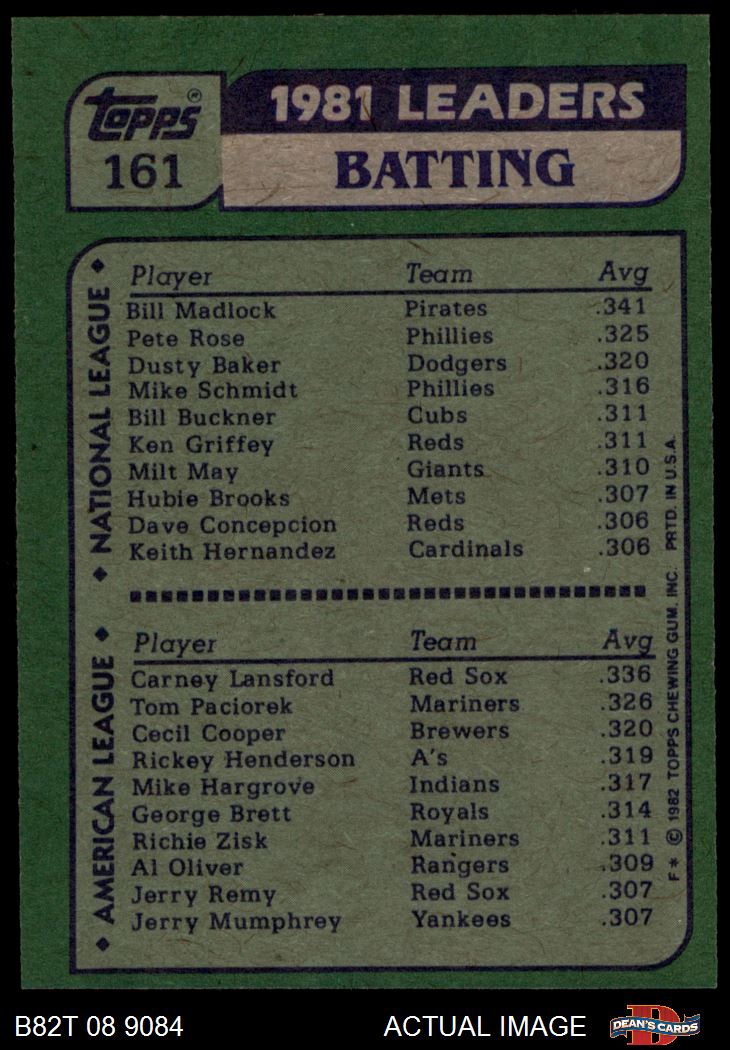 topps®
161
1981 LEADERS
BATTING
◆ NATIONAL LEAGUE ◆
Player Team Avg
Bill Madlock Pirates .341
Pete Rose Phillies .325
Dusty Baker Dodgers .320
Mike Schmidt Phillies .316
Bill Buckner Cubs .311
Ken Griffey Reds .311
Milt May Giants .310
Hubie Brooks Mets .307
Dave Concepcion Reds .306
Keith Hernandez Cardinals .306
◆ AMERICAN LEAGUE ◆
Player Team Avg
Carney Lansford Red Sox .336
Tom Paciorek Mariners .326
Cecil Cooper Brewers .320
Rickey Henderson A's .319
Mike Hargrove Indians .317
George Brett Royals .314
Richie Zisk Mariners .311
Al Oliver Rangers .309
Jerry Remy Red Sox .307
Jerry Mumphrey Yankees .307
F* © 1982 TOPPS CHEWING GUM, INC. PRTD. IN U.S.A.
B82T 08 9084
ACTUAL IMAGE
DEAN'S CARDS